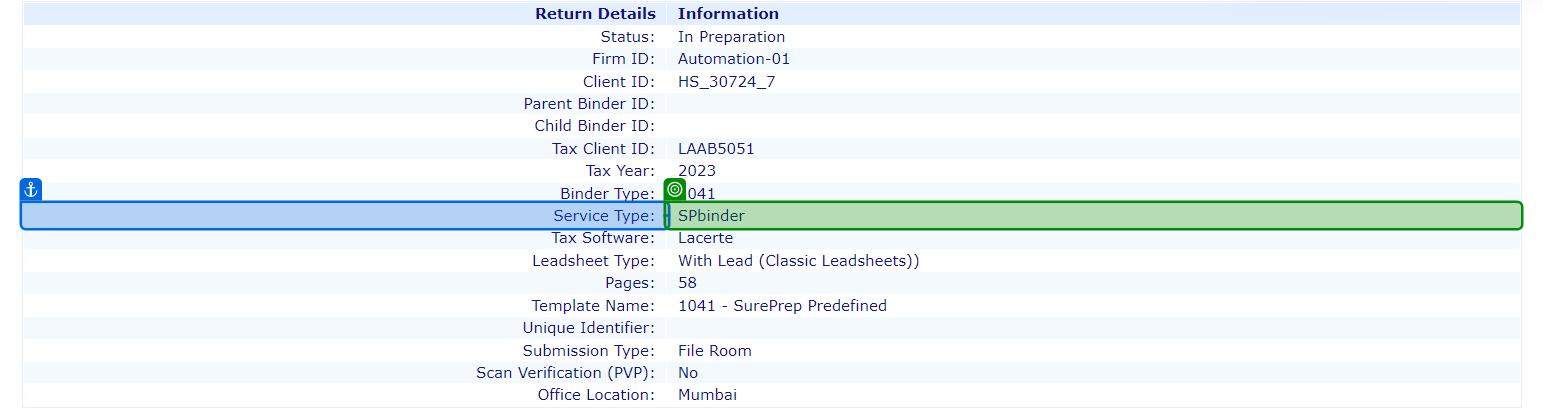 Return Details Information
Status: In Preparation
Firm ID: Automation-01
Client ID: HS_30724_7
Parent Binder ID:
Child Binder ID:
Tax Client ID: LAAB5051
Tax Year: 2023
Binder Type: 041
Service Type: SPbinder
Tax Software: Lacerte
Leadsheet Type: With Lead (Classic Leadsheets))
Pages: 58
Template Name: 1041 - SurePrep Predefined
Unique Identifier:
Submission Type: File Room
Scan Verification (PVP): No
Office Location: Mumbai